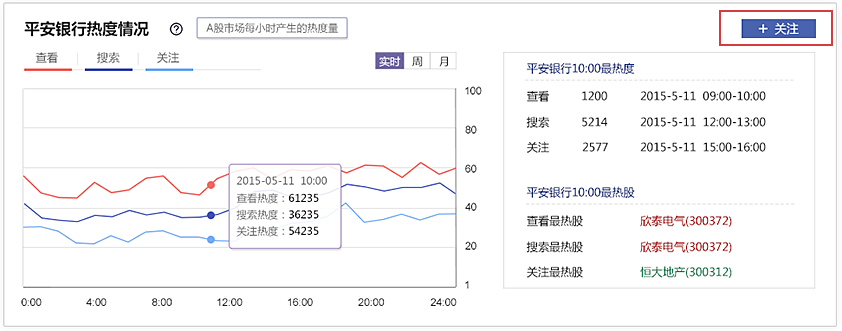 平安银行热度情况 ? A股市场每小时产生的热度量
+ 关注
查看 搜索 关注
实时 周 月
100
80
60
40
20
1
0:00 4:00 8:00 12:00 16:00 20:00 24:00
2015-05-11 10:00
查看热度：61235
搜索热度：36235
关注热度：54235
平安银行10:00最热度
查看 1200 2015-5-11 09:00-10:00
搜索 5214 2015-5-11 12:00-13:00
关注 2577 2015-5-11 15:00-16:00
平安银行10:00最热股
查看最热股 欣泰电气(300372)
搜索最热股 欣泰电气(300372)
关注最热股 恒大地产(300312)